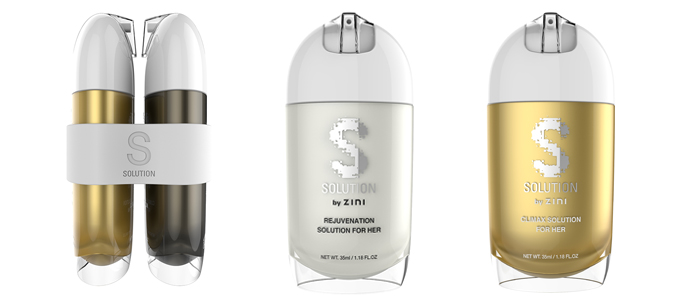 S
SOLUTION
S
SOLUTION
by ZINI
REJUVENATION
SOLUTION FOR HER
NET WT. 35ml / 1.18 FL.OZ
S
SOLUTION
by ZINI
CLIMAX SOLUTION
FOR HER
NET WT. 35ml / 1.18 FL.OZ